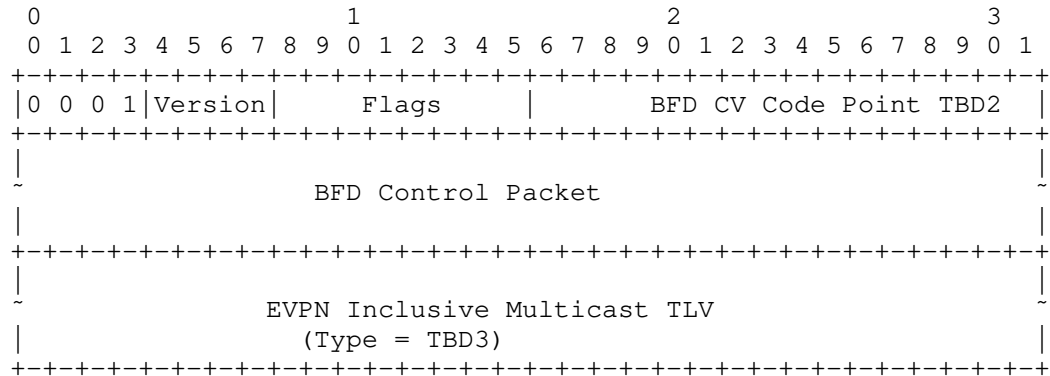 0                   1                   2                   3
 0 1 2 3 4 5 6 7 8 9 0 1 2 3 4 5 6 7 8 9 0 1 2 3 4 5 6 7 8 9 0 1
+-+-+-+-+-+-+-+-+-+-+-+-+-+-+-+-+-+-+-+-+-+-+-+-+-+-+-+-+-+-+-+-+
|0 0 0 1|Version|     Flags     |       BFD CV Code Point TBD2  |
+-+-+-+-+-+-+-+-+-+-+-+-+-+-+-+-+-+-+-+-+-+-+-+-+-+-+-+-+-+-+-+-+
|                                                               |
~                  BFD Control Packet                           ~
|                                                               |
+-+-+-+-+-+-+-+-+-+-+-+-+-+-+-+-+-+-+-+-+-+-+-+-+-+-+-+-+-+-+-+-+
|                                                               |
~               EVPN Inclusive Multicast TLV                    ~
|                 (Type = TBD3)                                 |
+-+-+-+-+-+-+-+-+-+-+-+-+-+-+-+-+-+-+-+-+-+-+-+-+-+-+-+-+-+-+-+-+